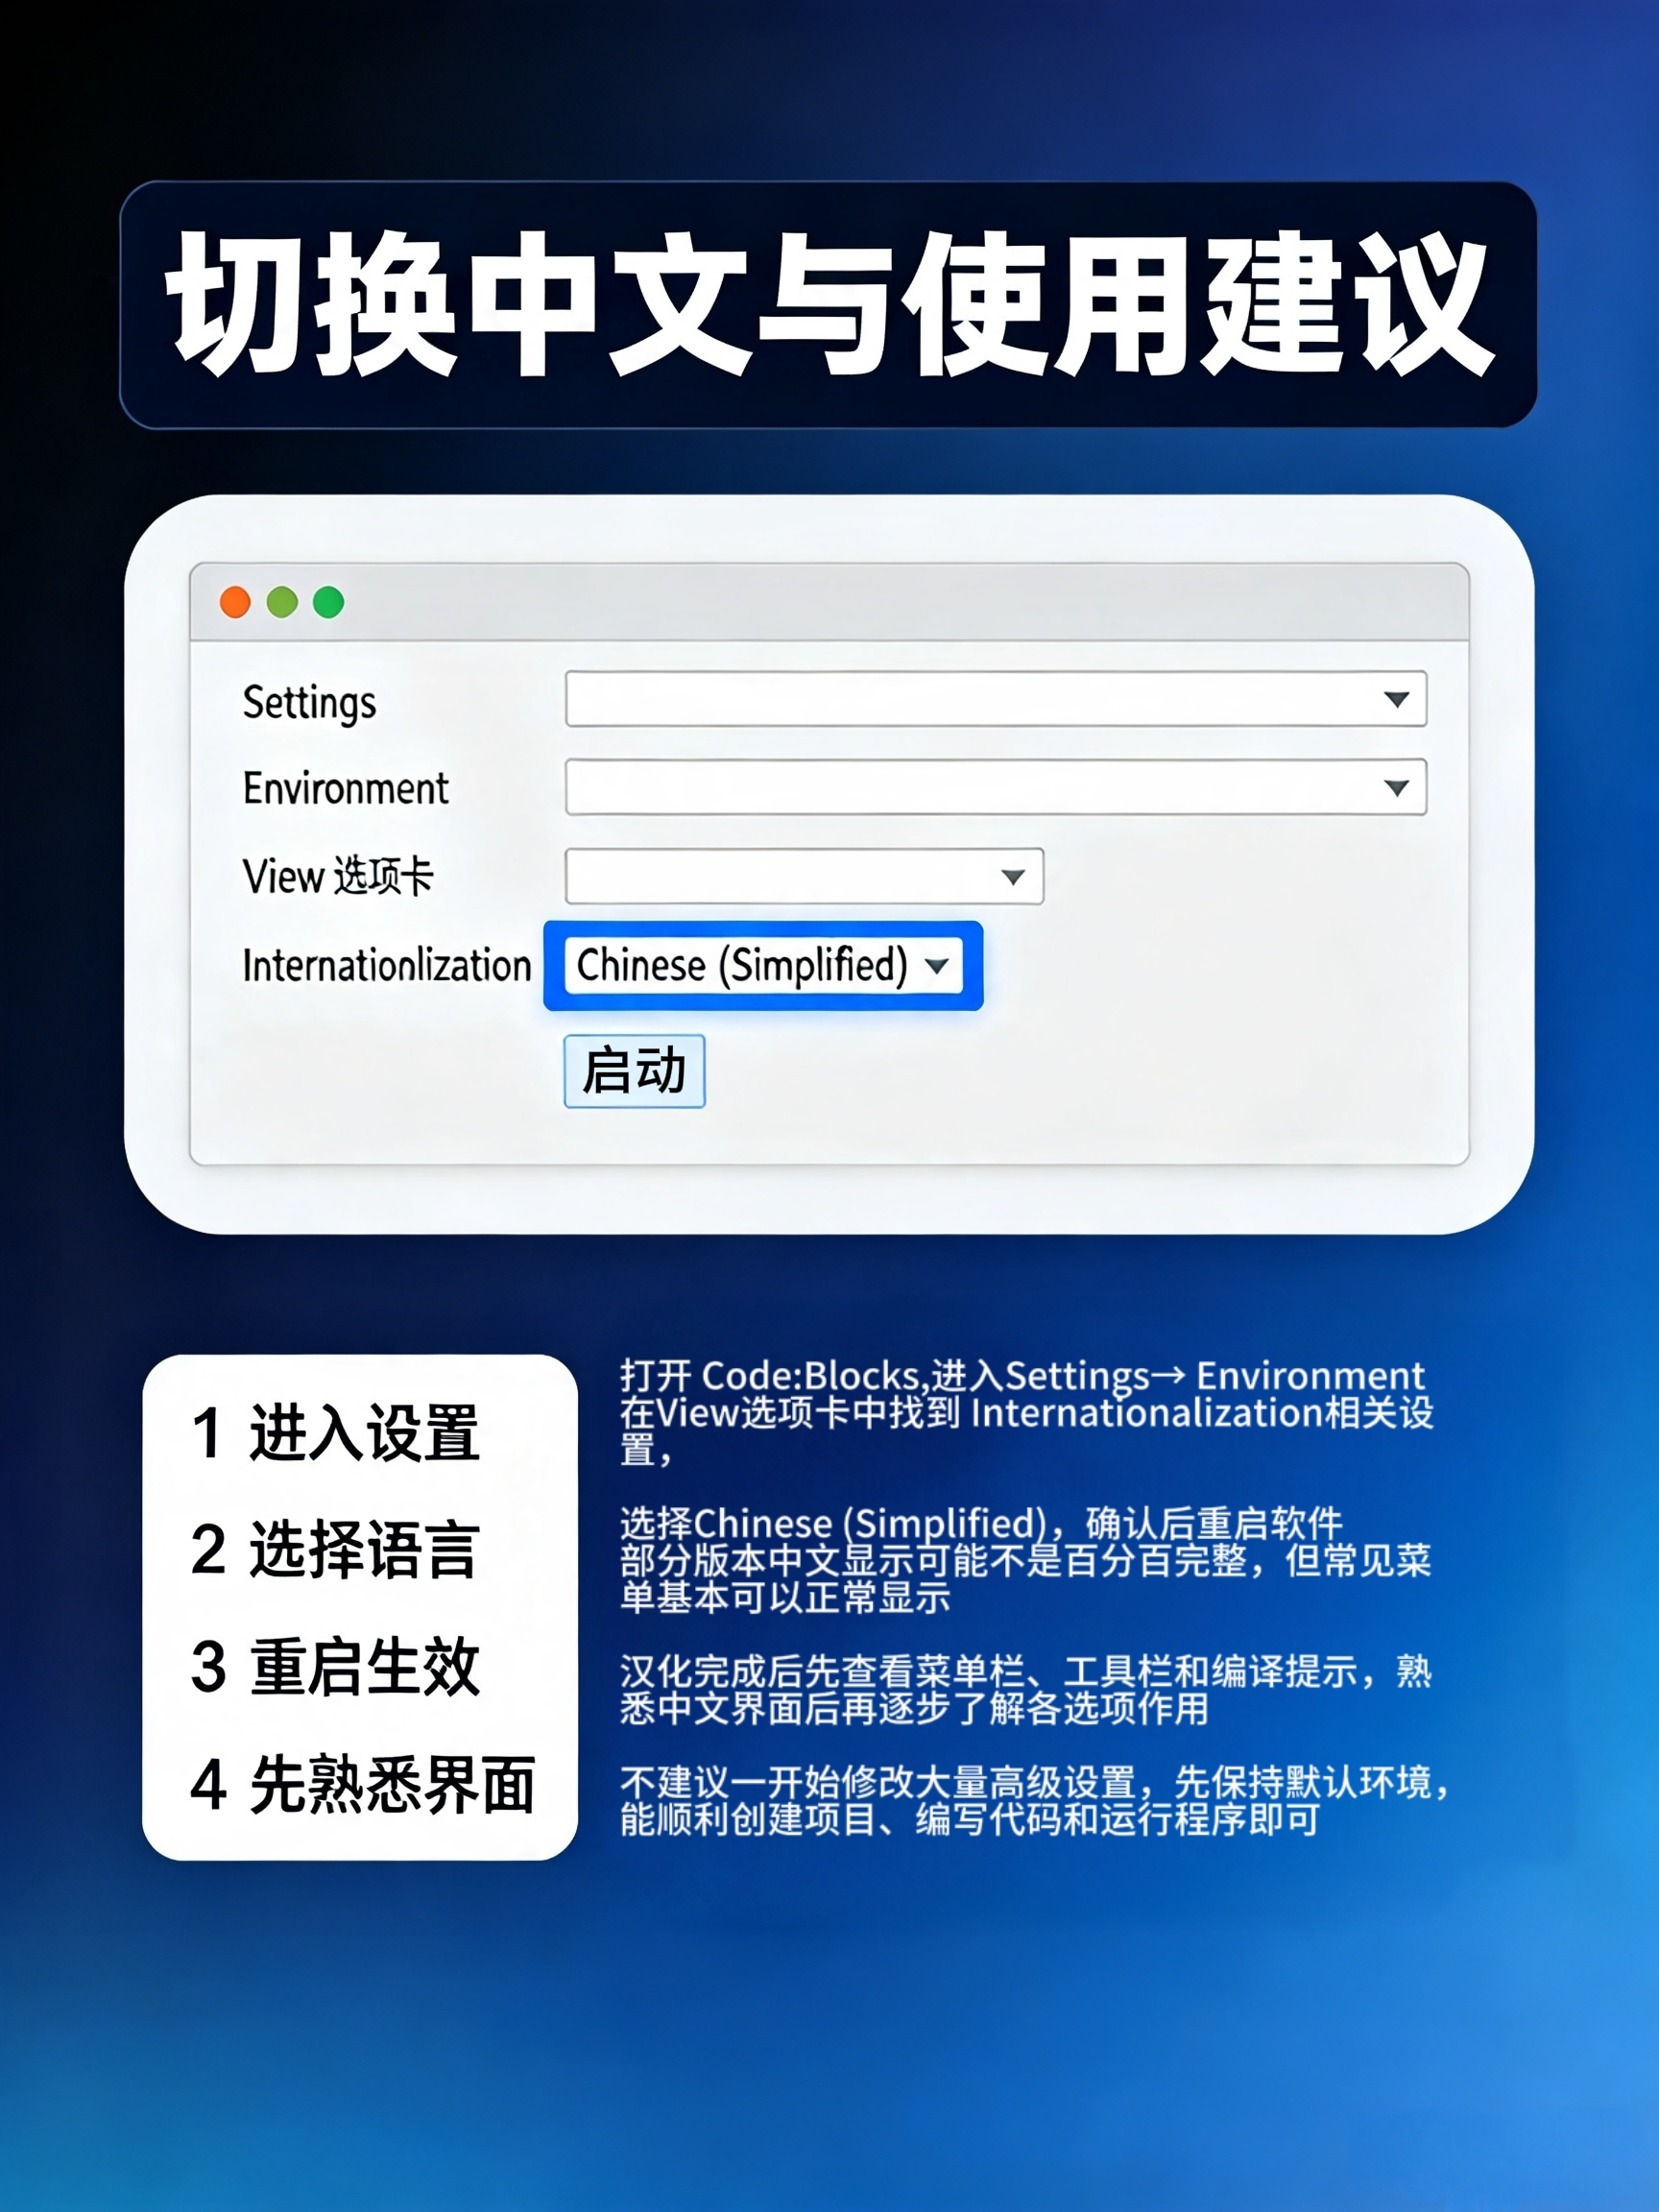 切换中文与使用建议
Settings
Environment
View 选项卡
Internationlization
Chinese (Simplified)
启动
1 进入设置
2 选择语言
3 重启生效
4 先熟悉界面
打开 Code:Blocks,进入Settings→ Environment
在View选项卡中找到 Internationalization相关设
置，
选择Chinese (Simplified)，确认后重启软件
部分版本中文显示可能不是百分百完整，但常见菜
单基本可以正常显示
汉化完成后先查看菜单栏、工具栏和编译提示，熟
悉中文界面后再逐步了解各选项作用
不建议一开始修改大量高级设置，先保持默认环境，
能顺利创建项目、编写代码和运行程序即可